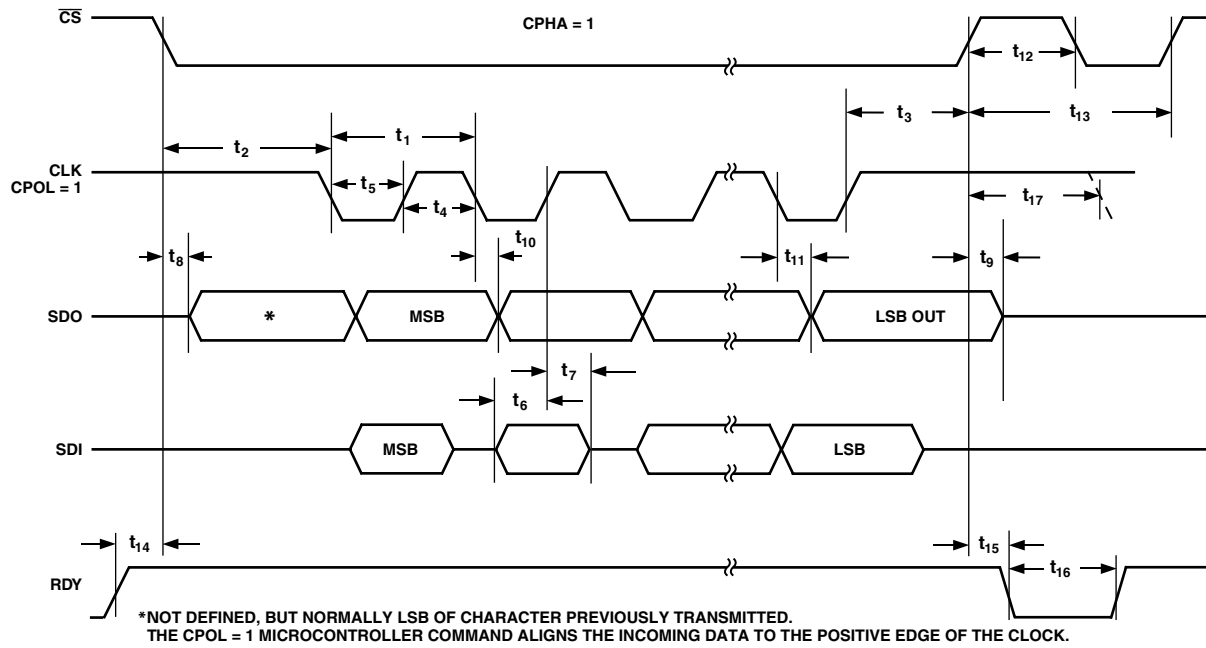 CS
CPHA = 1
t12
t3
t13
t1
t2
CLK
CPOL = 1
t5
t4
t17
t10
t8
t11
t9
SDO
*
MSB
LSB OUT
t7
t6
SDI
MSB
LSB
t14
t15
t16
RDY
*NOT DEFINED, BUT NORMALLY LSB OF CHARACTER PREVIOUSLY TRANSMITTED.
THE CPOL = 1 MICROCONTROLLER COMMAND ALIGNS THE INCOMING DATA TO THE POSITIVE EDGE OF THE CLOCK.